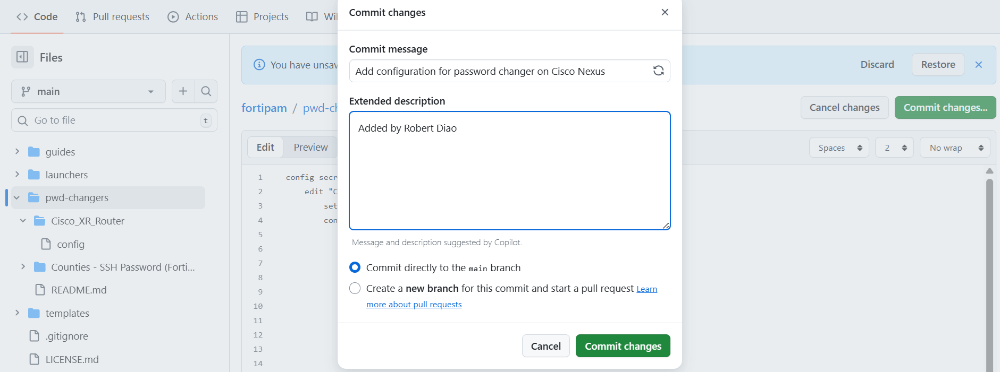 Code
Pull requests
Actions
Projects
Commit changes
Files
main
Go to file
t
guides
launchers
pwd-changers
Cisco_XR_Router
config
Counties - SSH Password (Forti...
README.md
templates
.gitignore
LICENSE.md
You have
Discard
Restore
fortipam /
Cancel changes
Commit changes...
Edit
Preview
Spaces
2
No wrap
1 config
2 edit
3 set
4
5
6
7
8
9
10
11
12
13
14
Commit message
Add configuration for password changer on Cisco Nexus
Extended description
Added by Robert Diao
Message and description suggested by Copilot.
Commit directly to the main branch
Create a new branch for this commit and start a pull request Learn
more about pull requests
Cancel
Commit changes